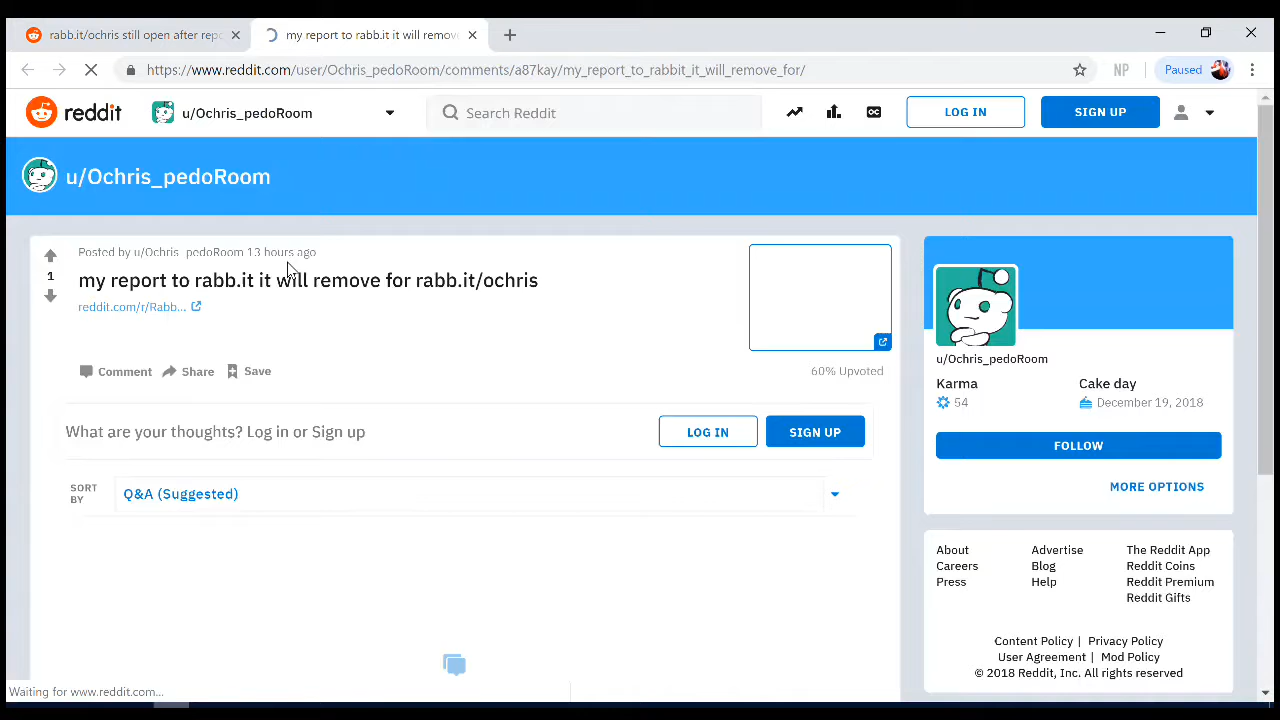 rabb.it/ochris still open after repo
my report to rabb.it it will remov
https://www.reddit.com/user/Ochris_pedoRoom/comments/a87kay/my_report_to_rabbit_it_will_remove_for/
NP
Paused
reddit
u/Ochris_pedoRoom
Search Reddit
LOG IN
SIGN UP
u/Ochris_pedoRoom
Posted by u/Ochris_pedoRoom 13 hours ago
1
my report to rabb.it it will remove for rabb.it/ochris
reddit.com/r/Rabb...
Comment
Share
Save
60% Upvoted
What are your thoughts? Log in or Sign up
LOG IN
SIGN UP
SORT BY
Q&A (Suggested)
u/Ochris_pedoRoom
Karma
Cake day
54
December 19, 2018
FOLLOW
MORE OPTIONS
About
Advertise
The Reddit App
Careers
Blog
Reddit Coins
Press
Help
Reddit Premium
Reddit Gifts
Content Policy | Privacy Policy
User Agreement | Mod Policy
© 2018 Reddit, Inc. All rights reserved
Waiting for www.reddit.com...